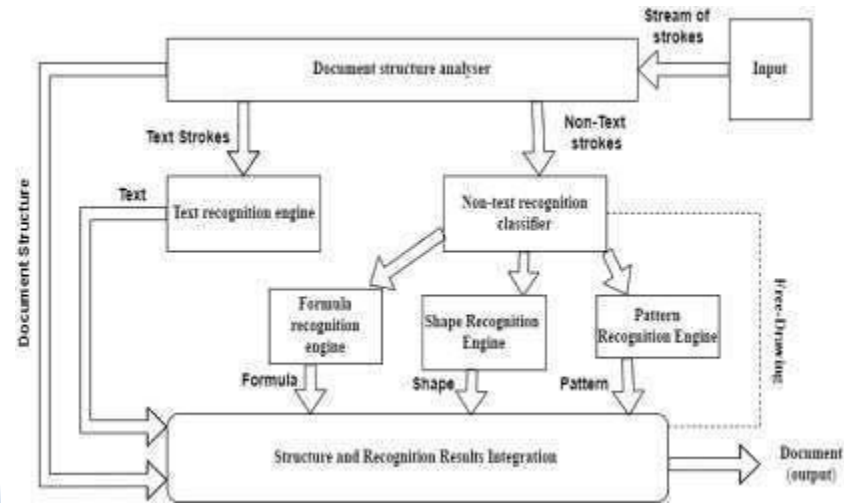 Stream of
strokes
Document structure analyser
Input
Text Strokes
Non-Text
strokes
Text
Text recognition engine
Non-text recognition
classifier
Document Structure
Free-Drawing
Formula
recognition
engine
Shape Recognition
Engine
Pattern
Recognition Engine
Formula
Shape
Pattern
Structure and Recognition Results Integration
Document
(output)